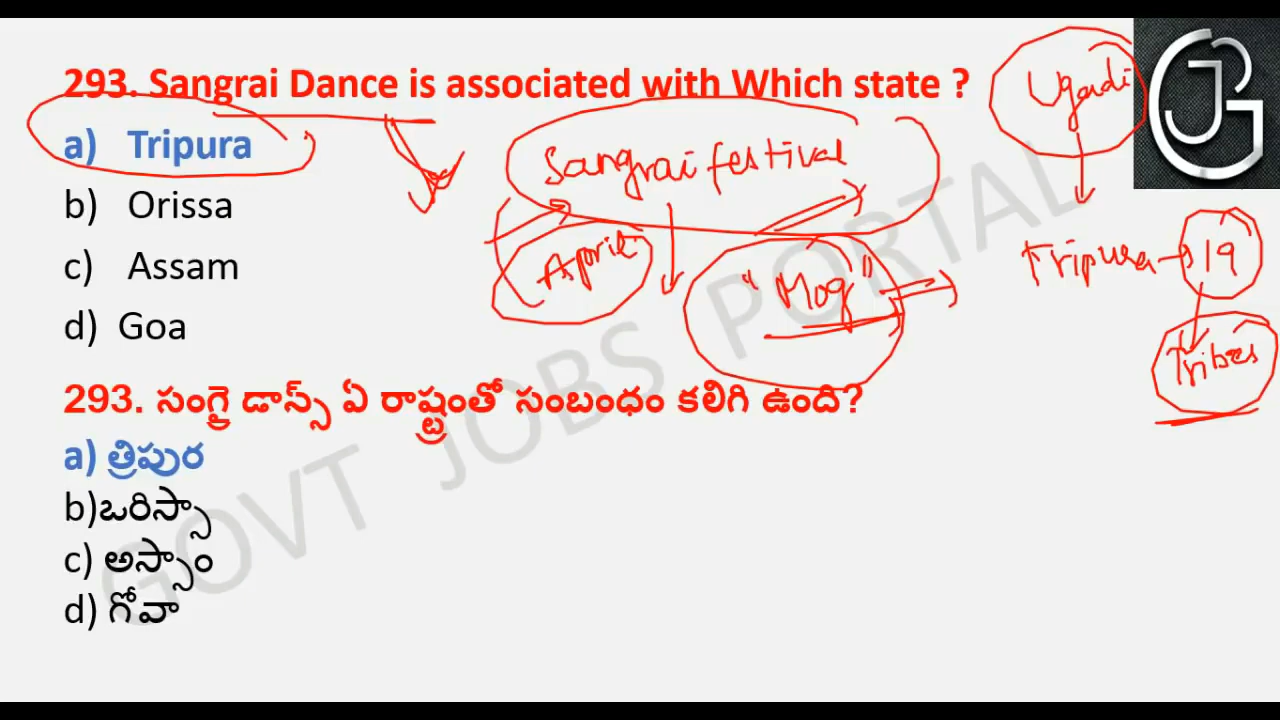 293. Sangrai Dance is associated with Which state ?
Ugadi
JG
a) Tripura
Sangrai festival
b) Orissa
April
"Mog"
Tripura → 19
c) Assam
Tribes
d) Goa
293. సంగ్రై డాన్స్ ఏ రాష్ట్రంతో సంబంధం కలిగి ఉంది?
a) త్రిపుర
b)ఒరిస్సా
c) అస్సాం
d) గోవా
GOVT JOBS PORTAL